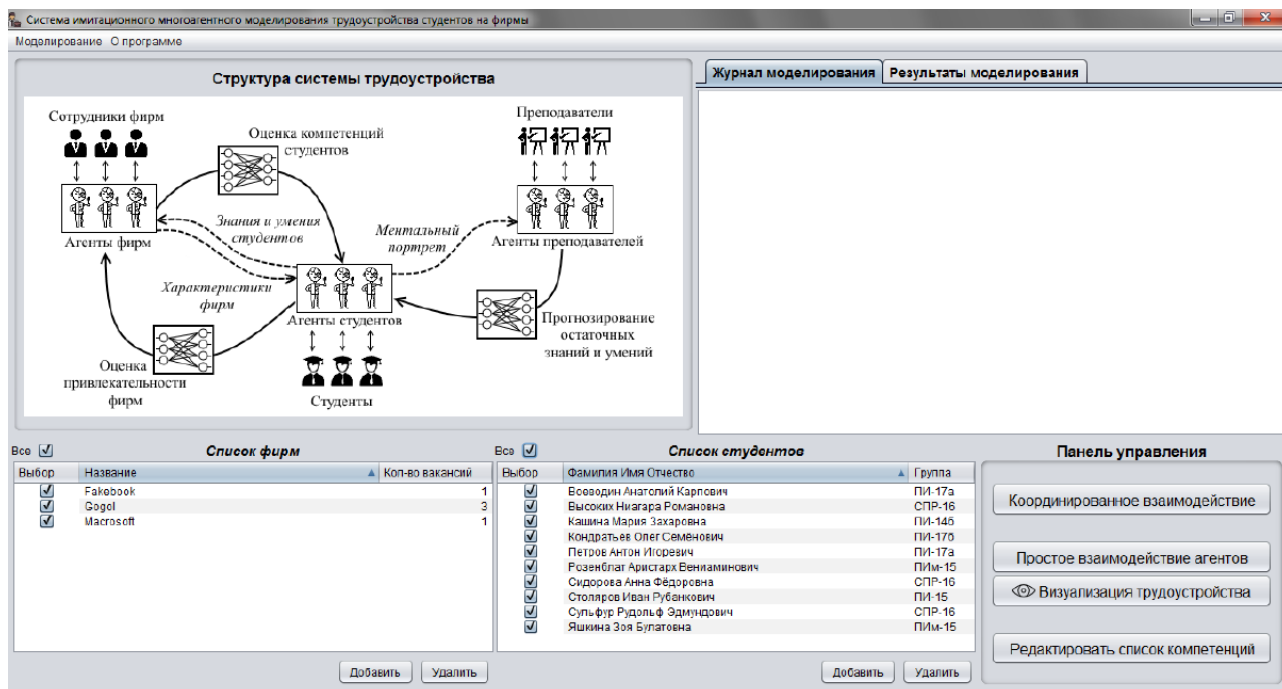 Система имитационного многоагентного моделирования трудоустройства студентов на фирмы
Моделирование О программе
Структура системы трудоустройства
Сотрудники фирм
Оценка компетенций
студентов
Преподаватели
Знания и умения
студентов
Ментальный
портрет
Агенты фирм
Агенты преподавателей
Характеристики
фирм
Агенты студентов
Прогнозирование
остаточных
знаний и умений
Оценка
привлекательности
фирм
Студенты
Журнал моделирования
Результаты моделирования
Все
Список фирм
Выбор Название Кол-во вакансий
Fakebook 1
Gogol 3
Macrosoft 1
Добавить
Удалить
Все
Список студентов
Выбор Фамилия Имя Отчество Группа
Воеводин Анатолий Карпович ПИ-17а
Высоких Ниагара Романовна СПР-16
Кашина Мария Захаровна ПИ-14б
Кондратьев Олег Семёнович ПИ-17б
Петров Антон Игоревич ПИ-17а
Розенблат Аристарх Вениаминович ПИм-15
Сидорова Анна Фёдоровна СПР-16
Столяров Иван Рубанкович ПИ-15
Сульфур Рудольф Эдмундович СПР-16
Яшкина Зоя Булатовна ПИм-15
Добавить
Удалить
Панель управления
Координированное взаимодействие
Простое взаимодействие агентов
Визуализация трудоустройства
Редактировать список компетенций